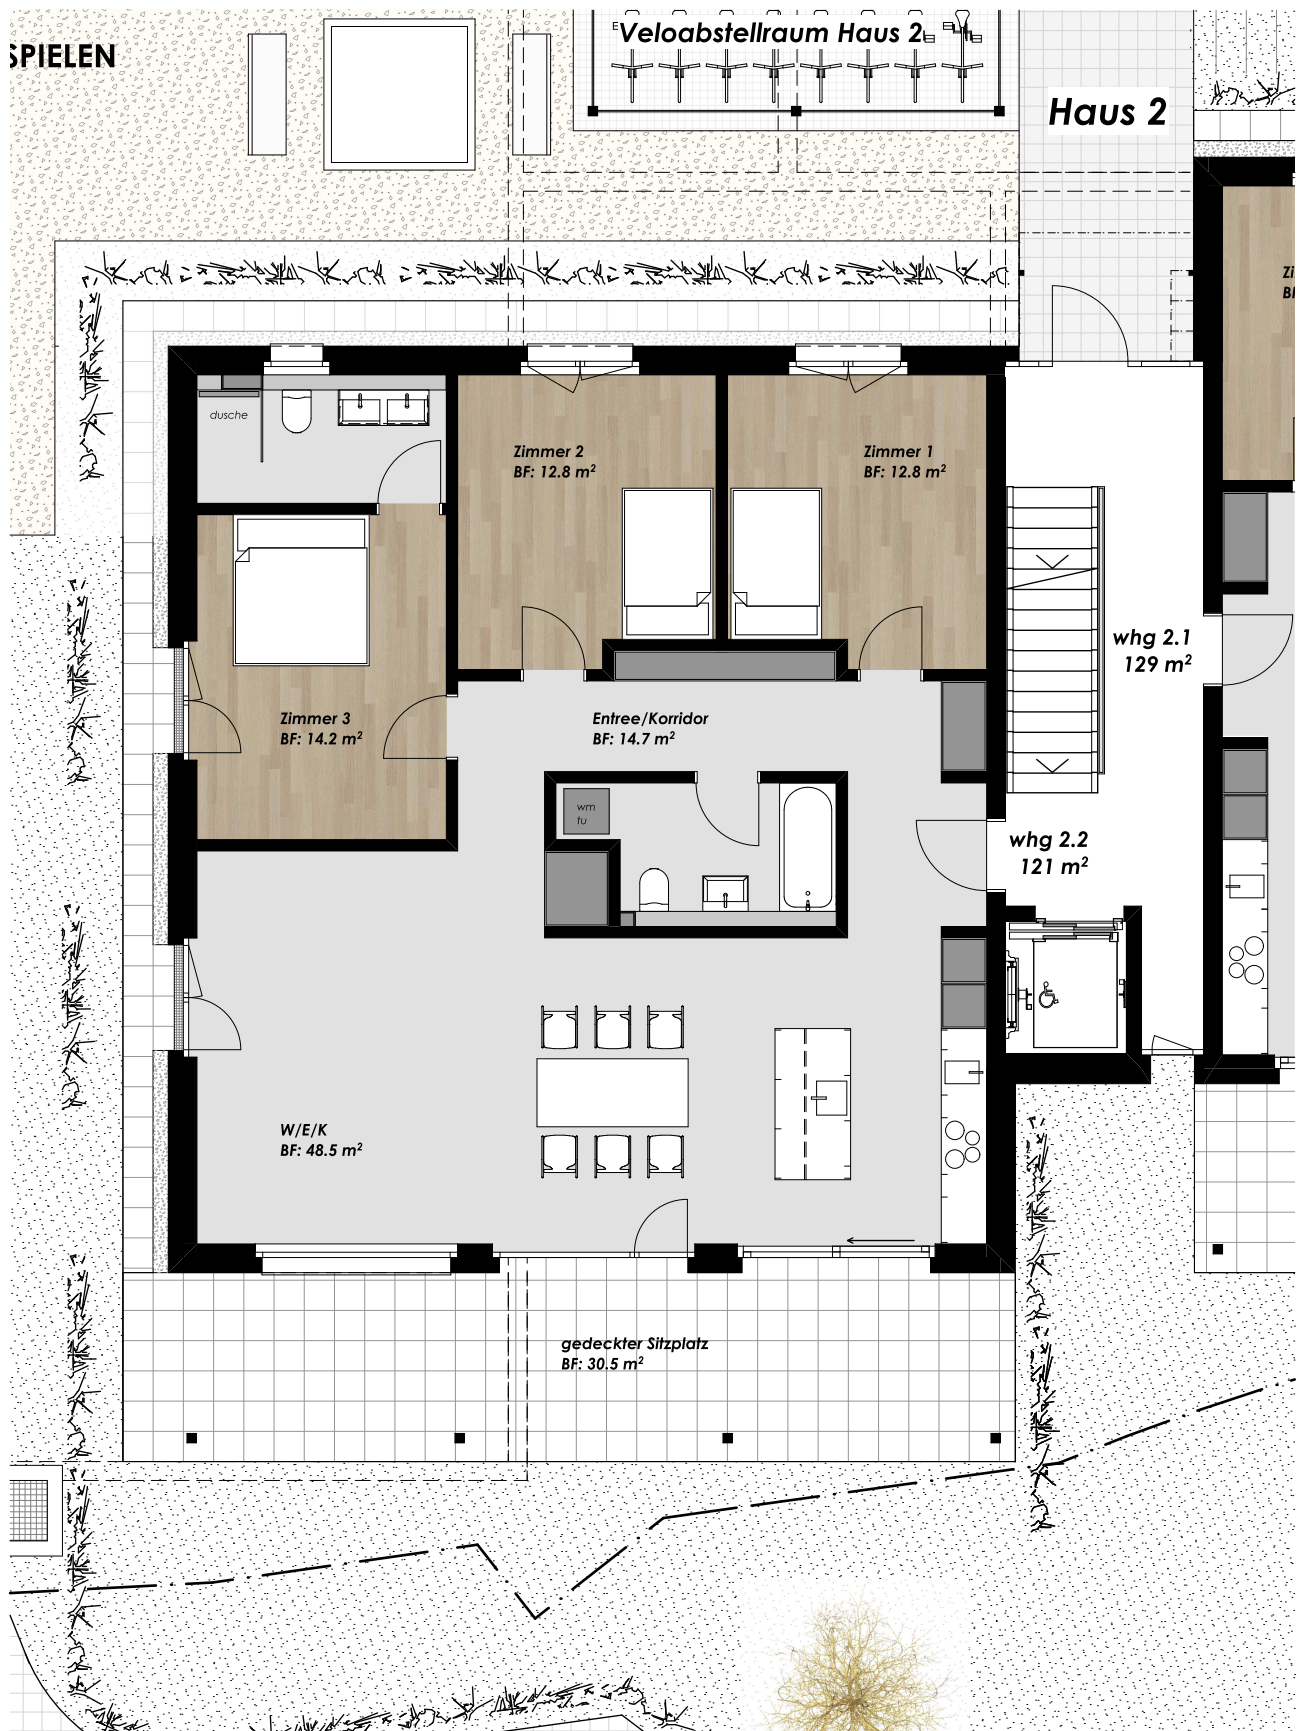 SPIELEN
Veloabstellraum Haus 2
Haus 2
dusche
Zimmer 2
BF: 12.8 m²
Zimmer 1
BF: 12.8 m²
whg 2.1
129 m²
Zimmer 3
BF: 14.2 m²
Entree/Korridor
BF: 14.7 m²
wm
tu
whg 2.2
121 m²
W/E/K
BF: 48.5 m²
gedeckter Sitzplatz
BF: 30.5 m²